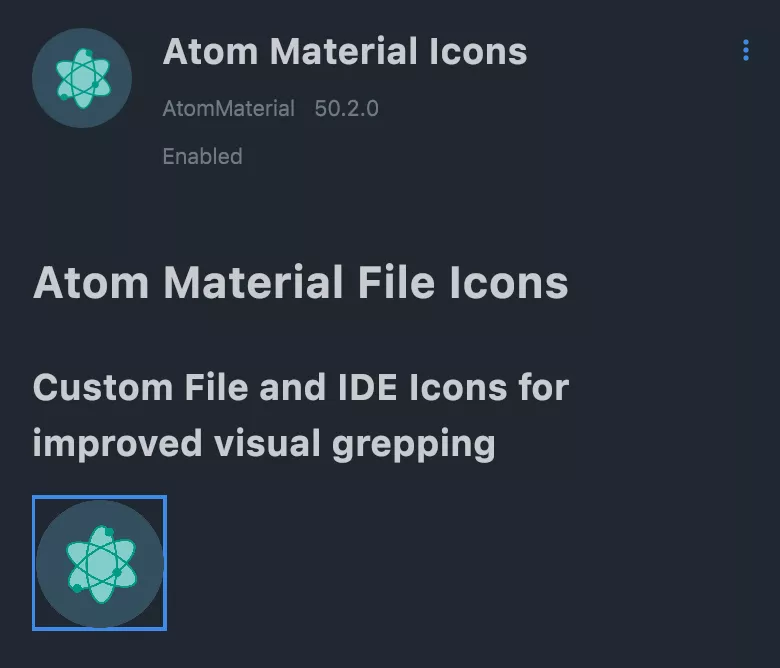 Atom Material Icons
AtomMaterial 50.2.0
Enabled
Atom Material File Icons
Custom File and IDE Icons for
improved visual grepping